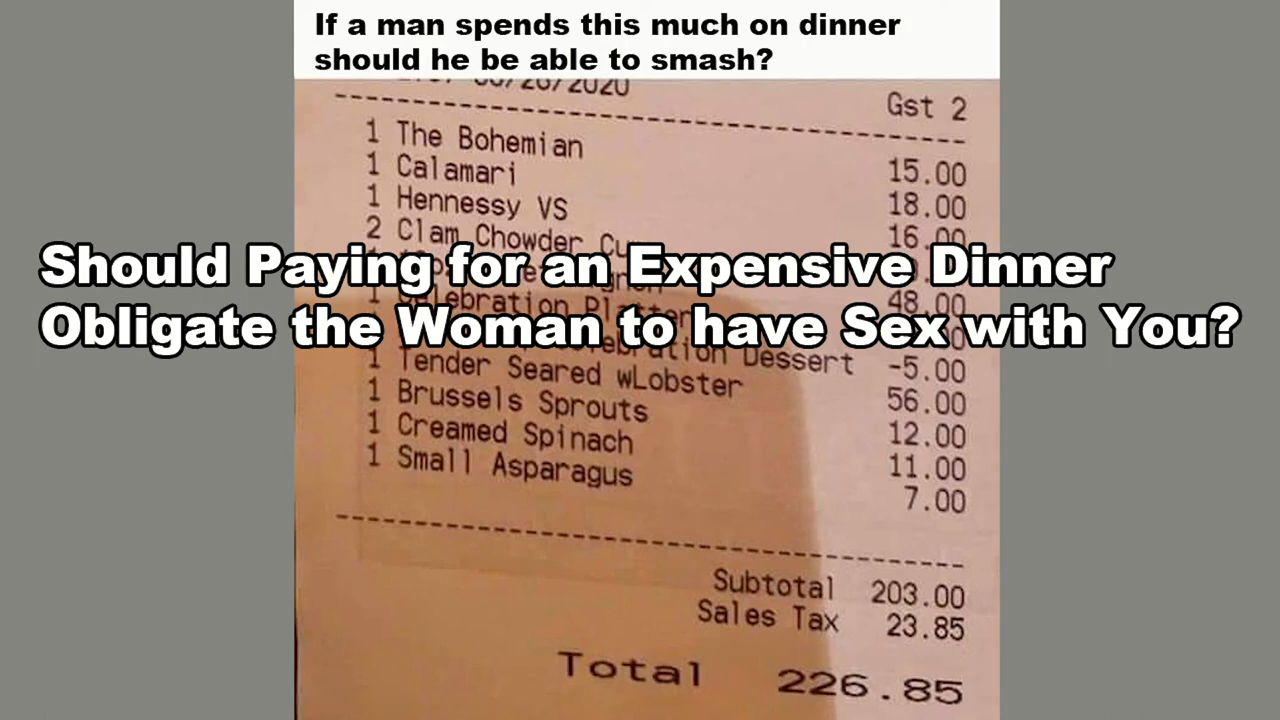 If a man spends this much on dinner
should he be able to smash?
Gst 2
1 The Bohemian 15.00
1 Calamari 18.00
1 Hennessy VS 16.00
2 Clam Chowder
Should Paying for an Expensive Dinner
48.00
Obligate the Woman to have Sex with You?
Dessert -5.00
1 Tender Seared wLobster 56.00
1 Brussels Sprouts 12.00
1 Creamed Spinach 11.00
1 Small Asparagus 7.00
Subtotal 203.00
Sales Tax 23.85
Total 226.85